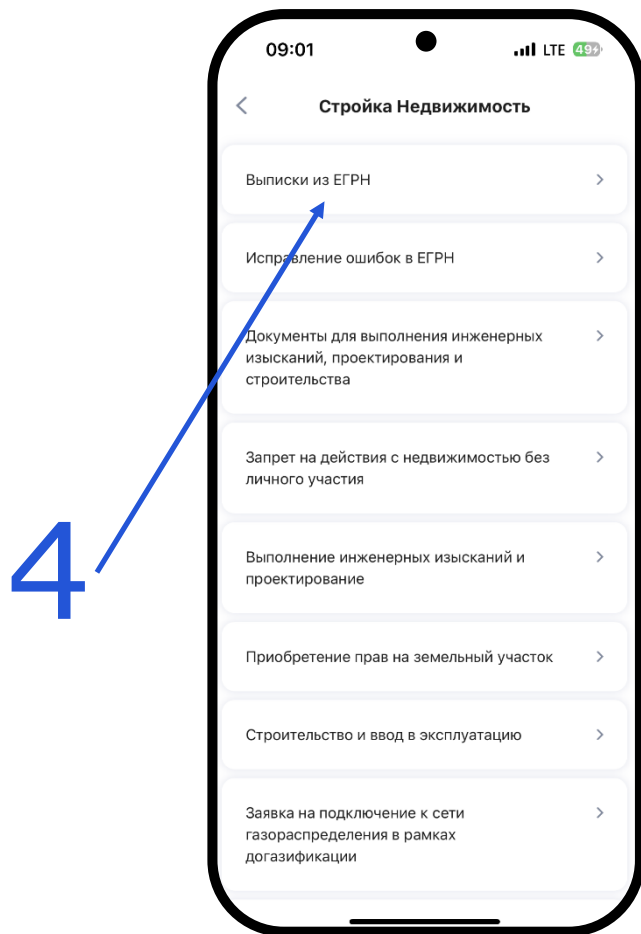 09:01
LTE 49
Стройка Недвижимость
Выписки из ЕГРН
Исправление ошибок в ЕГРН
Документы для выполнения инженерных
изысканий, проектирования и
строительства
Запрет на действия с недвижимостью без
личного участия
4
Выполнение инженерных изысканий и
проектирование
Приобретение прав на земельный участок
Строительство и ввод в эксплуатацию
Заявка на подключение к сети
газораспределения в рамках
догазификации